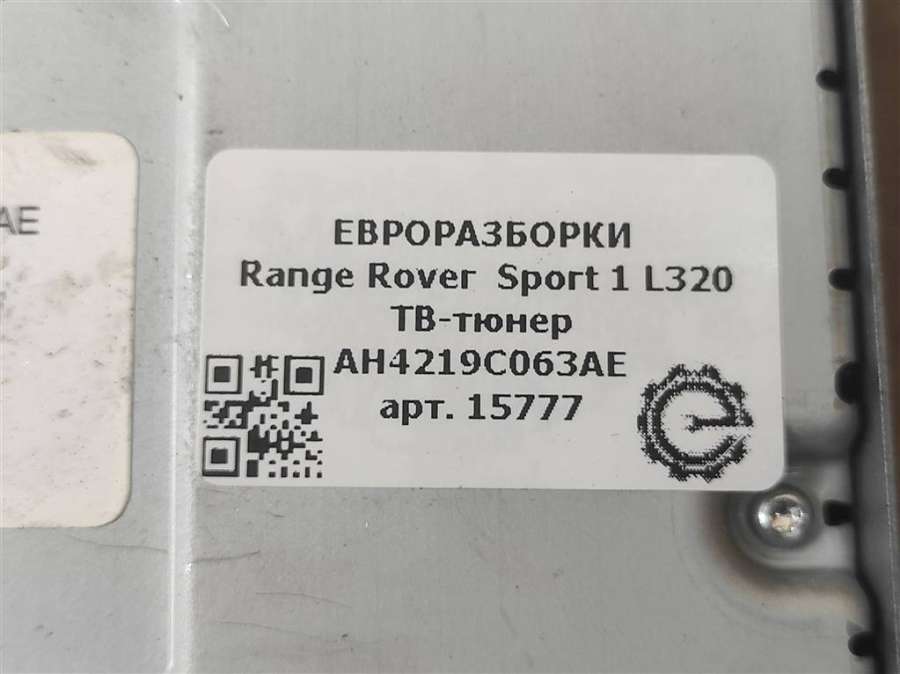 AE
ЕВРОРАЗБОРКИ
Range Rover Sport 1 L320
ТВ-тюнер
AH4219C063AE
арт. 15777